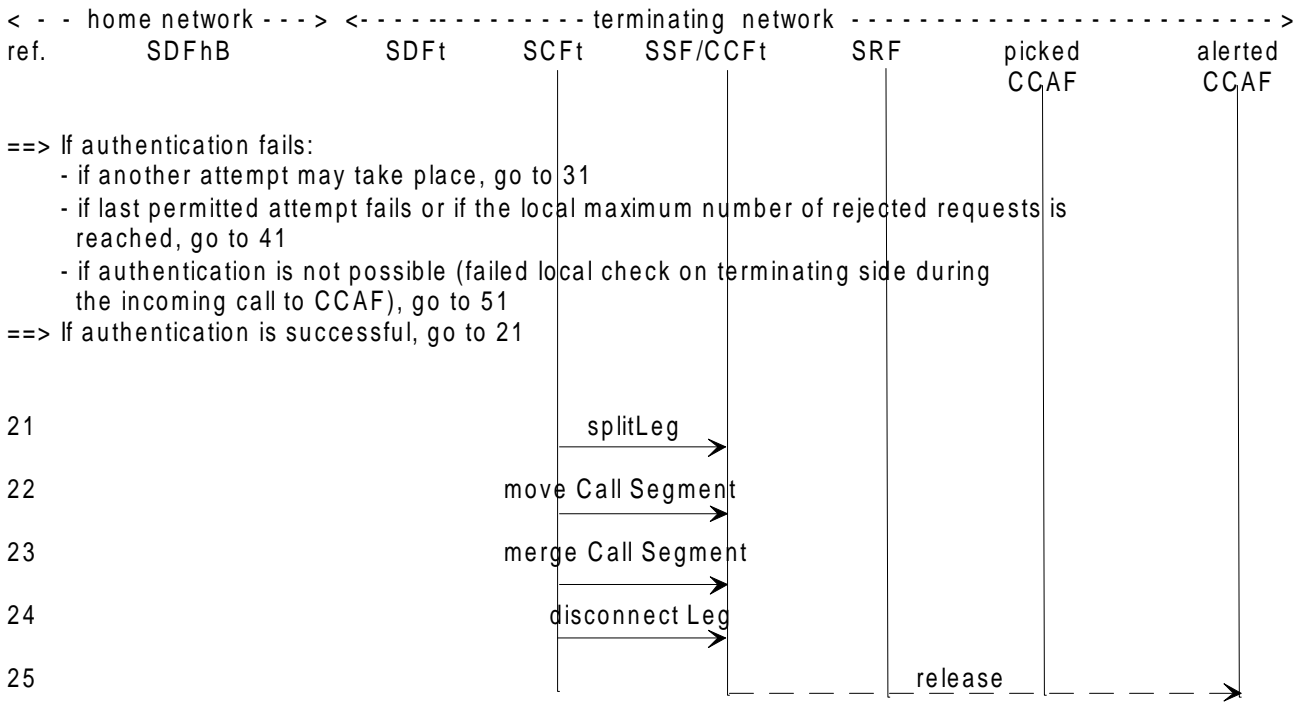 < - - home network - - - > <- - - - -- - - - - - - - - terminating network - - - - - - - - - - - - - - - - - - - - - - - - - >
ref. SDFhB SDFt SCFt SSF/CCFt SRF picked alerted
CCAF CCAF
==> If authentication fails:
- if another attempt may take place, go to 31
- if last permitted attempt fails or if the local maximum number of rejected requests is
reached, go to 41
- if authentication is not possible (failed local check on terminating side during
the incoming call to CCAF), go to 51
==> If authentication is successful, go to 21
21 splitLeg
22 move Call Segment
23 merge Call Segment
24 disconnect Leg
25 release